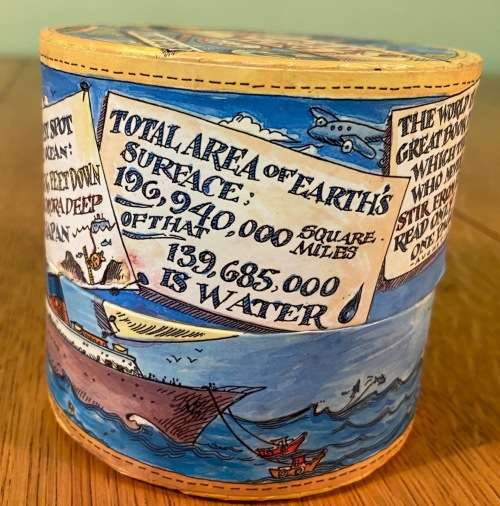 SPOT
FEET DOWN
TOTAL AREA OF EARTH'S
SURFACE:
196,940,000 SQUARE
MILES
OF THAT
139,685,000
IS WATER
THE WORLD
GREAT BOOK
WHICH
WHO
STIR
READ
ONE